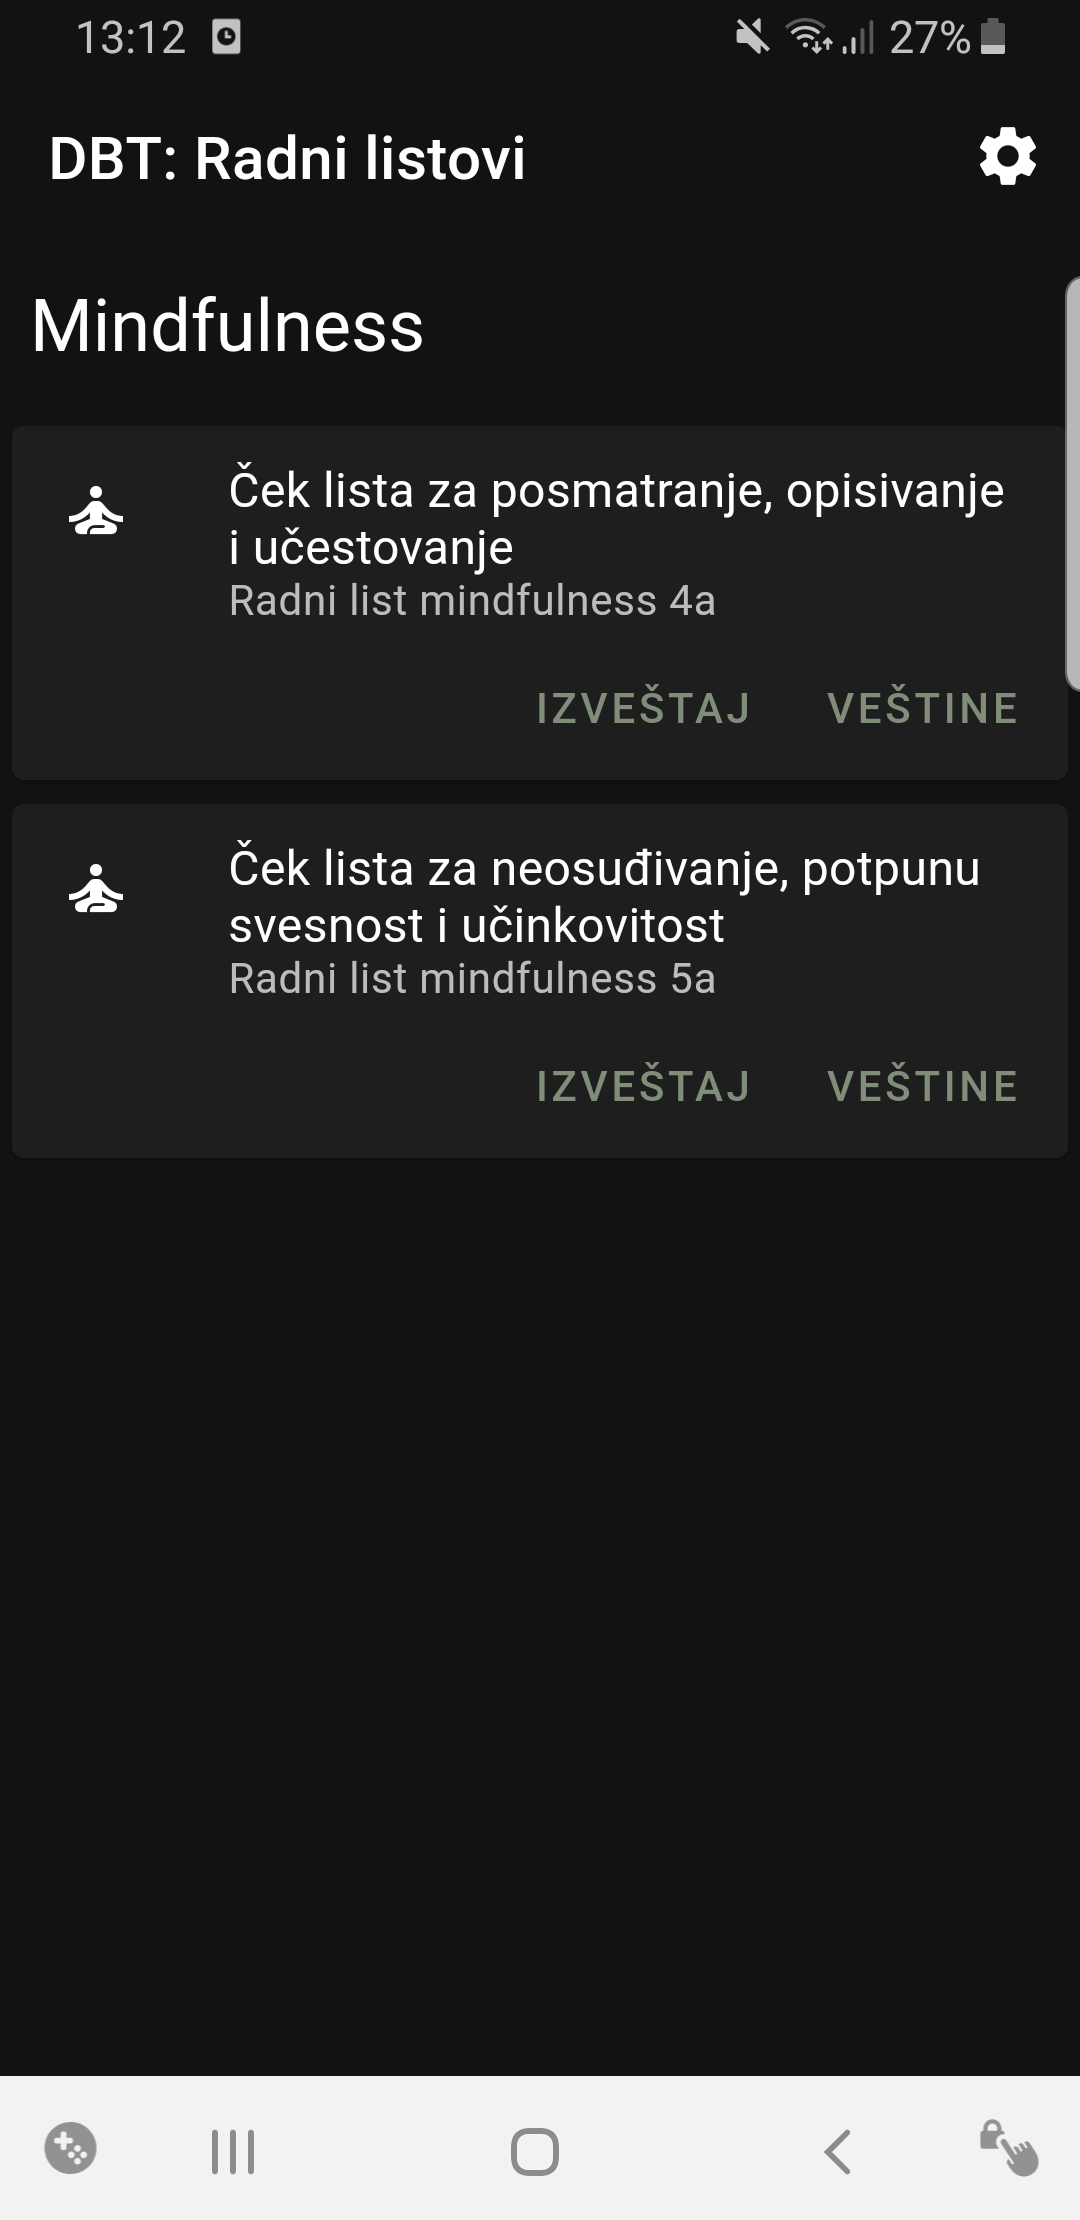 13:12
27%
DBT: Radni listovi
Mindfulness
Ček lista za posmatranje, opisivanje
i učestovanje
Radni list mindfulness 4a
IZVEŠTAJ VEŠTINE
Ček lista za neosuđivanje, potpunu
svesnost i učinkovitost
Radni list mindfulness 5a
IZVEŠTAJ VEŠTINE